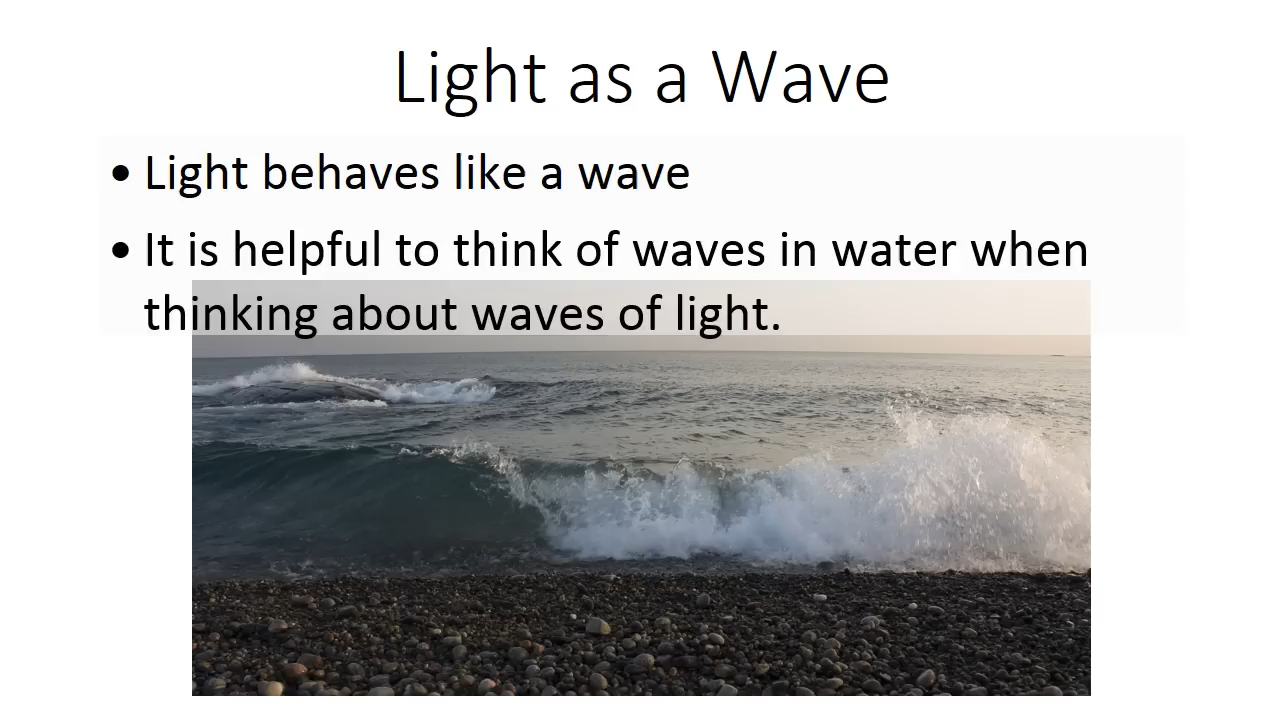 Light as a Wave
• Light behaves like a wave
• It is helpful to think of waves in water when
thinking about waves of light.